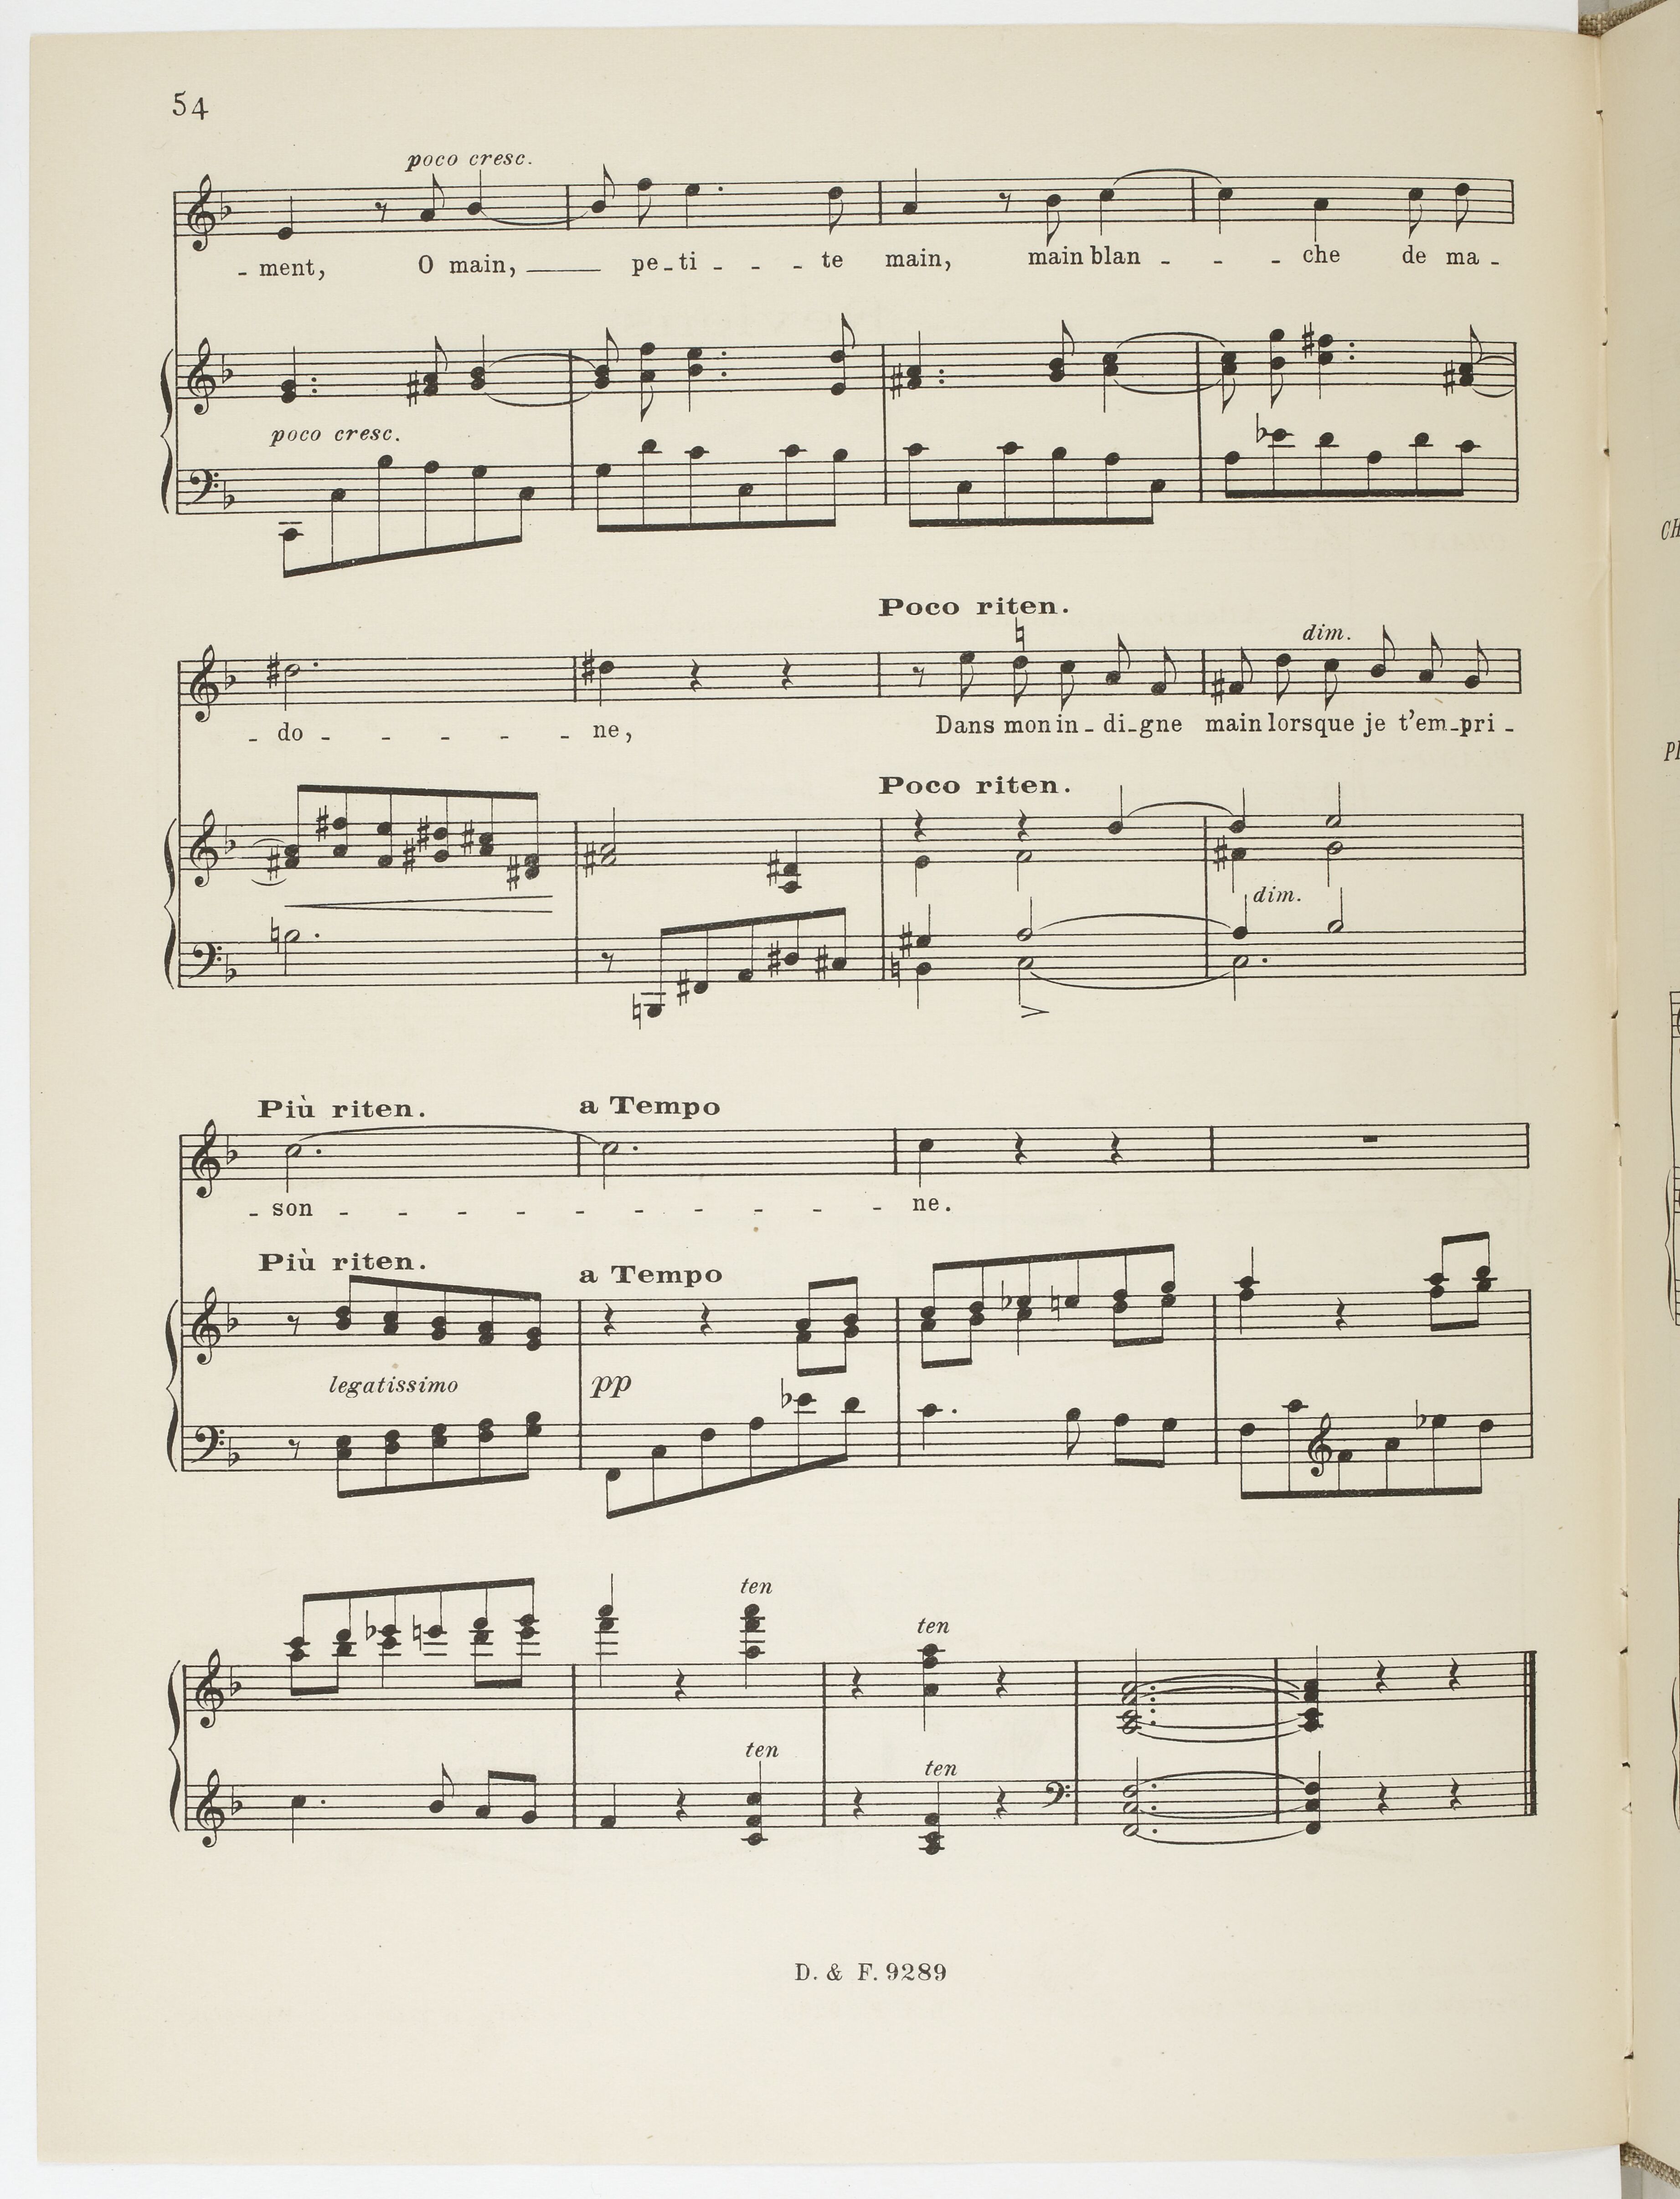 54
poco cresc.
- ment, O main, pe - ti - - - te main, main blan - - - che de ma -
poco cresc.
Poco riten.
dim.
- do - - - - - ne, Dans mon in - di - gne main lorsque je t'em - pri -
Poco riten.
dim.
Più riten. a Tempo
- son - - - - - - - - - - ne.
Più riten. a Tempo
legatissimo pp
ten
ten
ten
ten
D. & F. 9289
CH